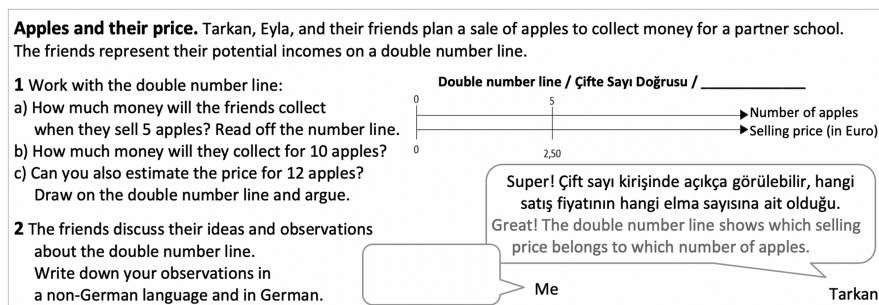 Apples and their price. Tarkan, Eyla, and their friends plan a sale of apples to collect money for a partner school.
The friends represent their potential incomes on a double number line.
1 Work with the double number line:
a) How much money will the friends collect
when they sell 5 apples? Read off the number line.
b) How much money will they collect for 10 apples?
c) Can you also estimate the price for 12 apples?
Draw on the double number line and argue.
2 The friends discuss their ideas and observations
about the double number line.
Write down your observations in
a non-German language and in German.
Double number line / Çifte Sayı Doğrusu / ______________
0 5
Number of apples
Selling price (in Euro)
0 2,50
Super! Çift sayı kirişinde açıkça görülebilir, hangi
satış fiyatının hangi elma sayısına ait olduğu.
Great! The double number line shows which selling
price belongs to which number of apples.
Me
Tarkan